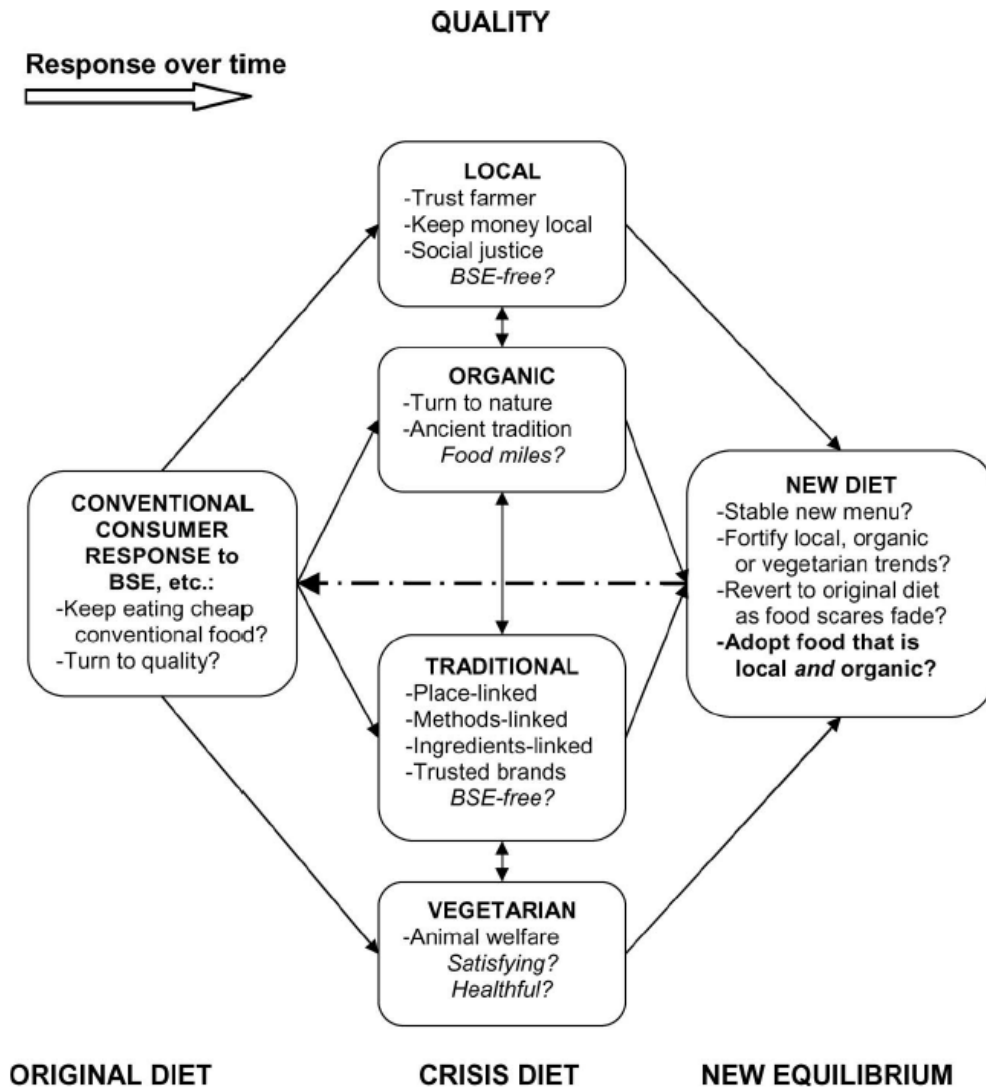 QUALITY
Response over time
LOCAL
-Trust farmer
-Keep money local
-Social justice
BSE-free?
ORGANIC
-Turn to nature
-Ancient tradition
Food miles?
CONVENTIONAL
CONSUMER
RESPONSE to
BSE, etc.:
-Keep eating cheap
conventional food?
-Turn to quality?
TRADITIONAL
-Place-linked
-Methods-linked
-Ingredients-linked
-Trusted brands
BSE-free?
VEGETARIAN
-Animal welfare
Satisfying?
Healthful?
NEW DIET
-Stable new menu?
-Fortify local, organic
or vegetarian trends?
-Revert to original diet
as food scares fade?
-Adopt food that is
local and organic?
ORIGINAL DIET
CRISIS DIET
NEW EQUILIBRIUM